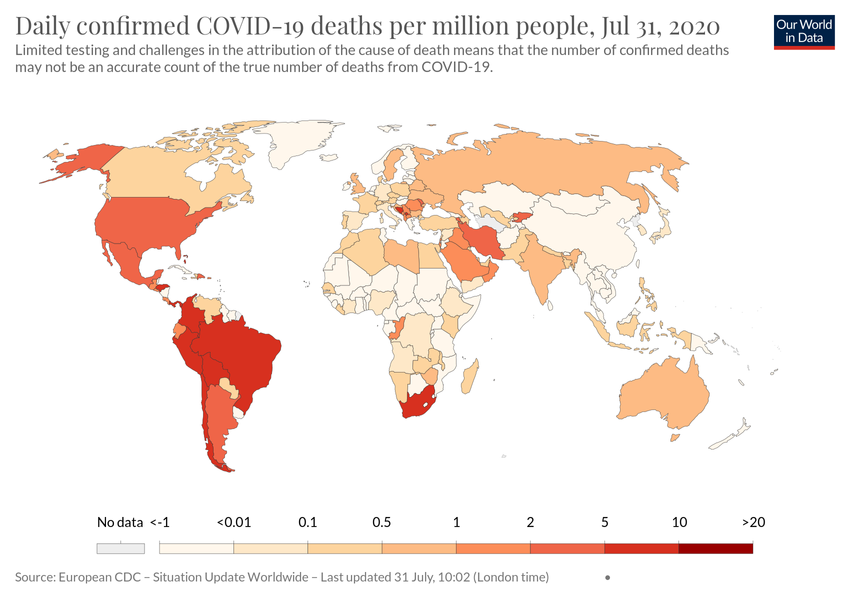 Daily confirmed COVID-19 deaths per million people, Jul 31, 2020
Our World
in Data
Limited testing and challenges in the attribution of the cause of death means that the number of confirmed deaths
may not be an accurate count of the true number of deaths from COVID-19.
No data <-1 <0.01 0.1 0.5 1 2 5 10 >20
Source: European CDC – Situation Update Worldwide – Last updated 31 July, 10:02 (London time) •